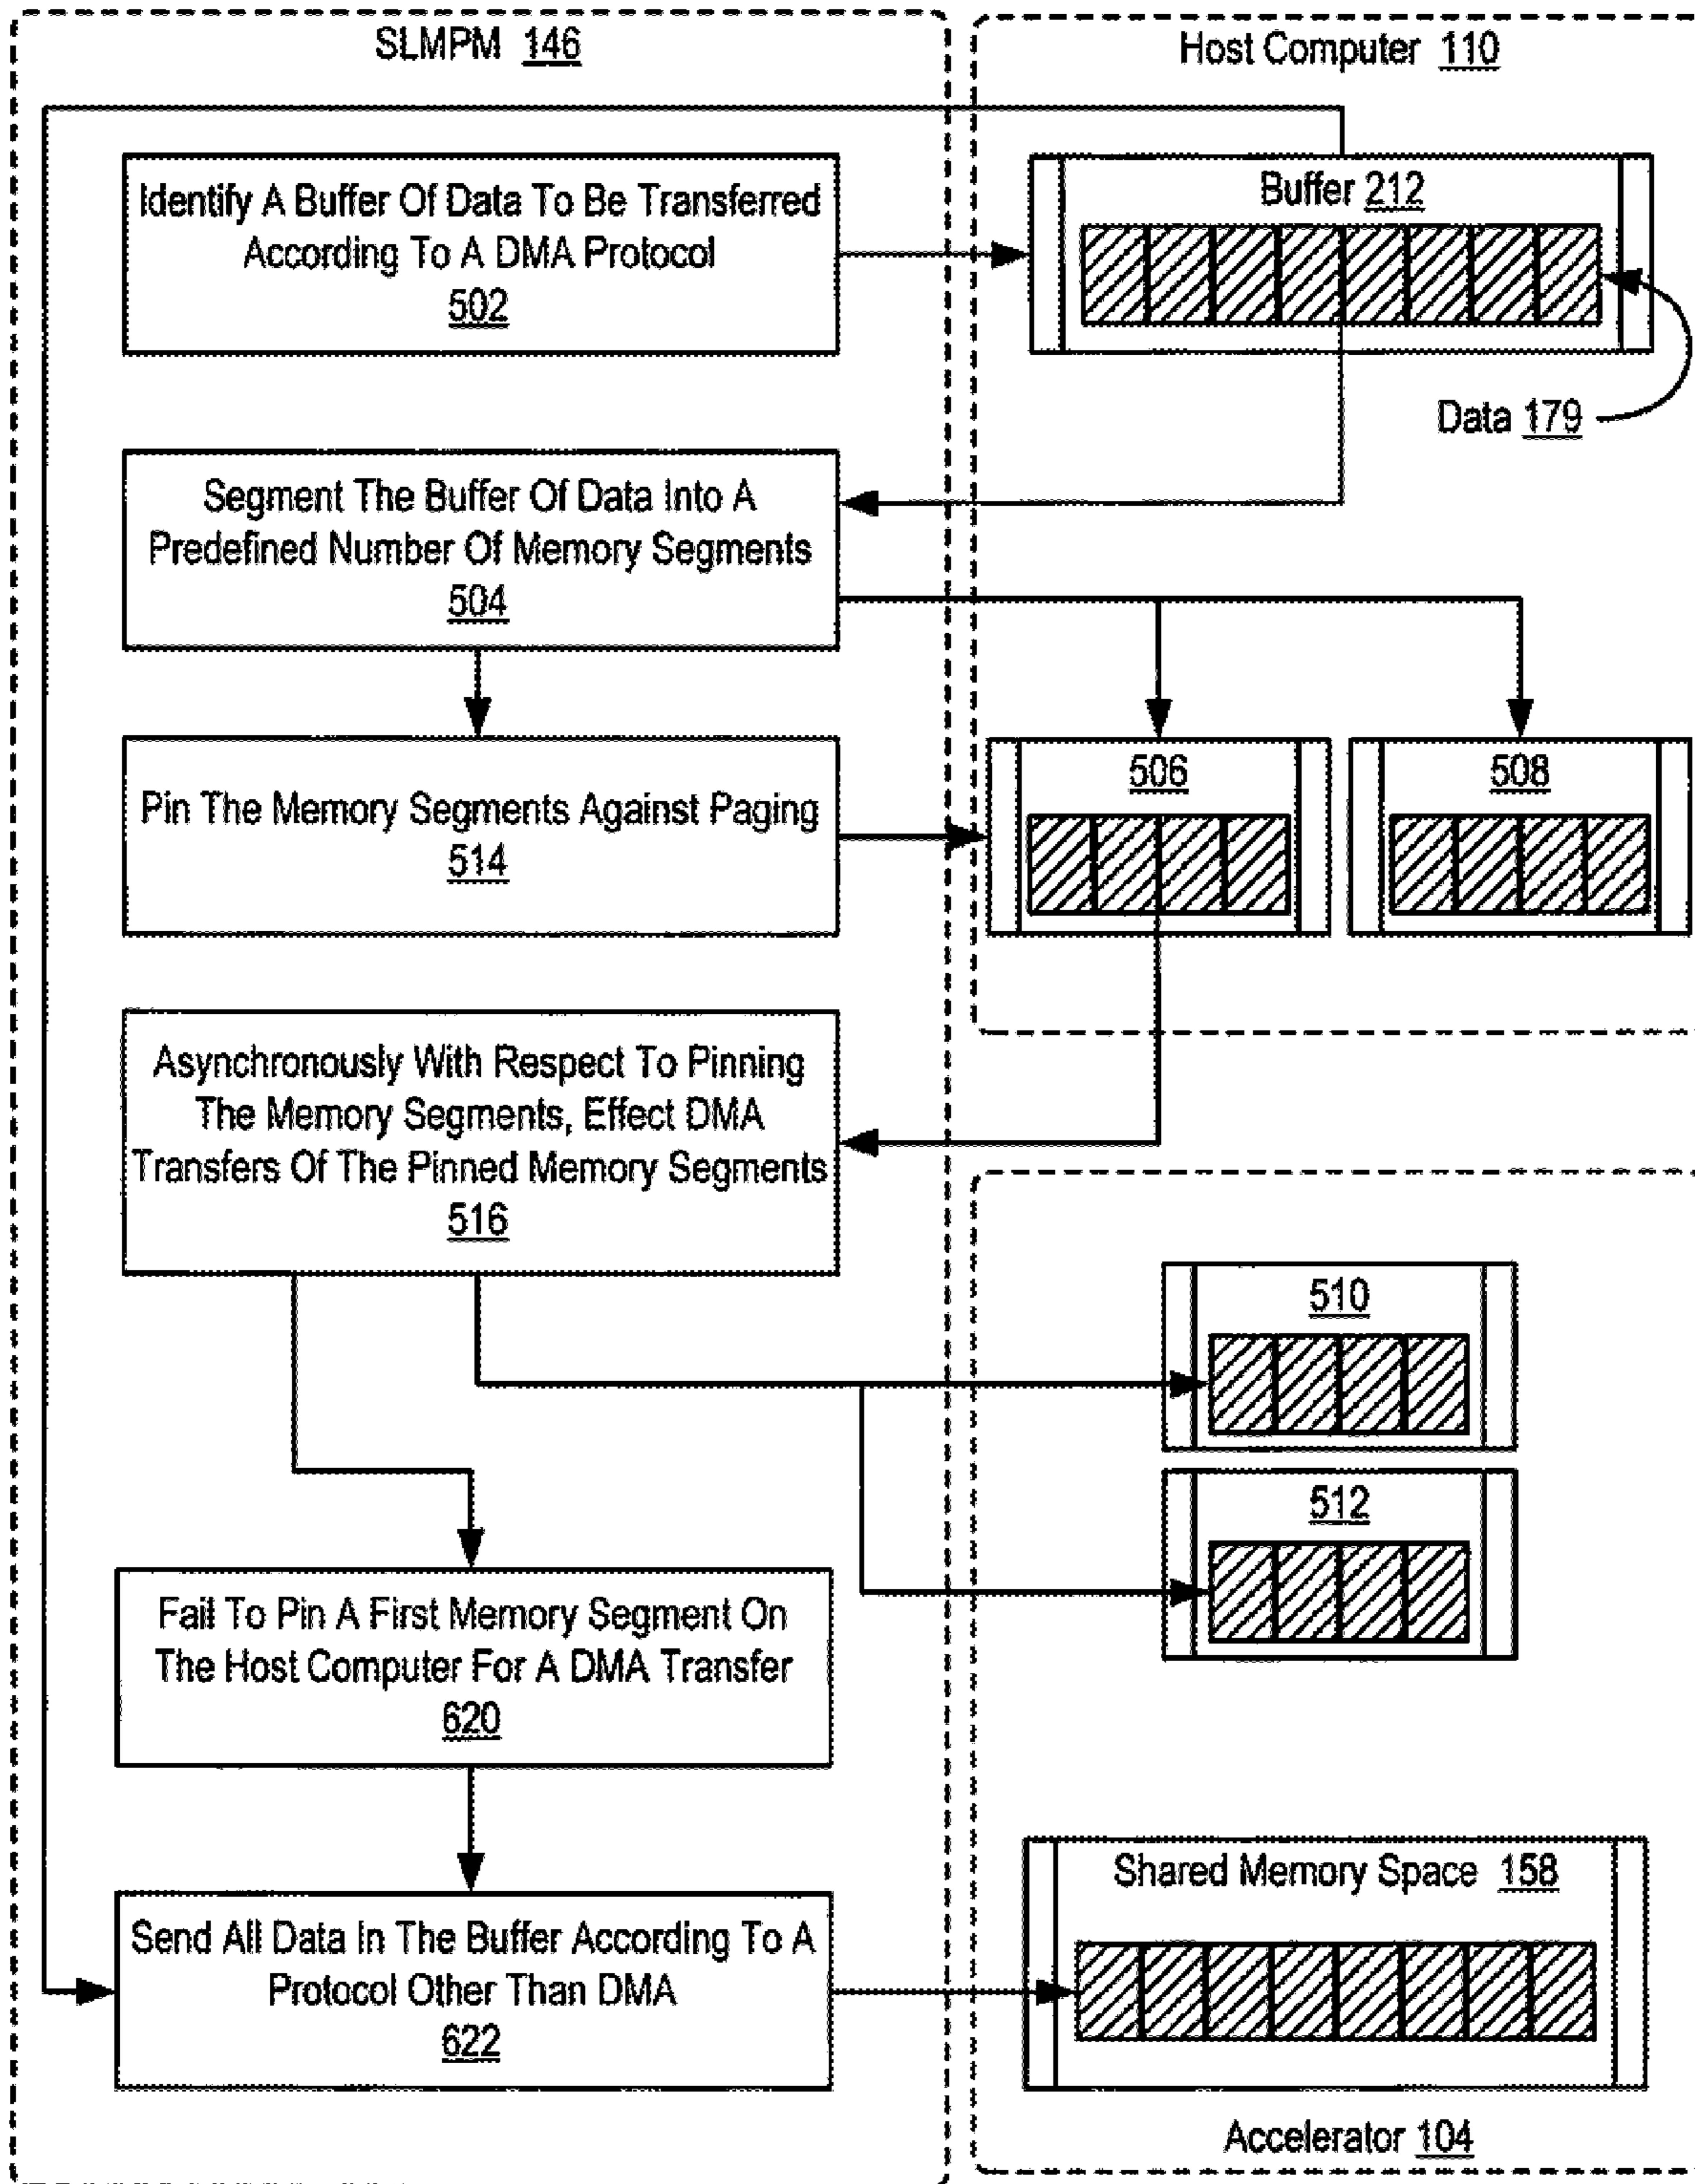 SLMPM 146
Host Computer 110
Identify A Buffer Of Data To Be Transferred
According To A DMA Protocol
502
Buffer 212
Data 179
Segment The Buffer Of Data Into A
Predefined Number Of Memory Segments
504
Pin The Memory Segments Against Paging
514
506
508
Asynchronously With Respect To Pinning
The Memory Segments, Effect DMA
Transfers Of The Pinned Memory Segments
516
510
512
Fail To Pin A First Memory Segment On
The Host Computer For A DMA Transfer
620
Send All Data In The Buffer According To A
Protocol Other Than DMA
622
Shared Memory Space 158
Accelerator 104